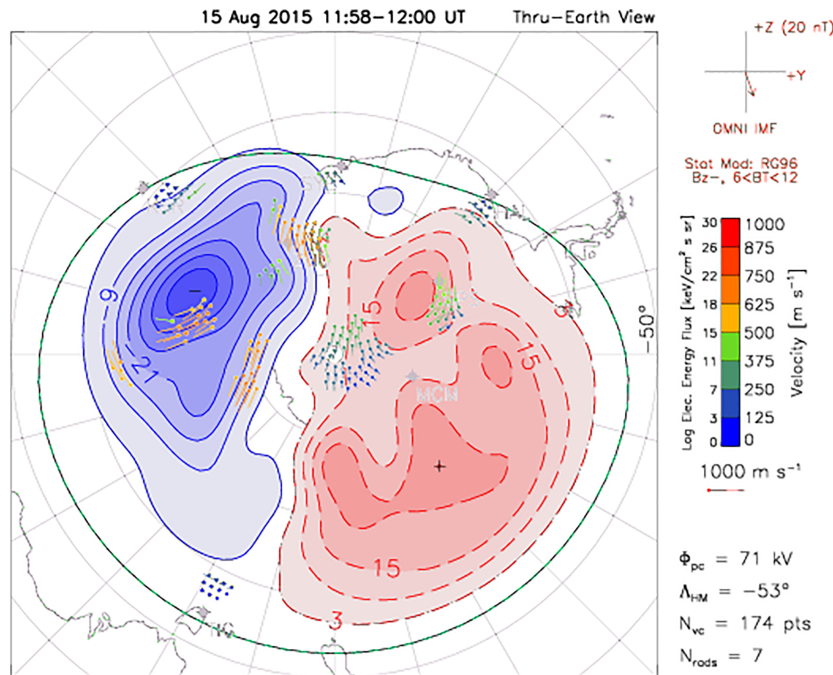 15 Aug 2015 11:58-12:00 UT
Thru-Earth View
+Z (20 nT)
+Y
OMNI IMF
Stat Mod: RG96
Bz-, 6<BT<12
Log Elec. Energy Flux [keV/cm² s sr]
30
26
22
18
15
11
7
3
0
1000
875
750
625
500
375
250
125
0
Velocity [m s⁻¹]
1000 m s⁻¹
Φpc = 71 kV
ΛHM = -53°
Nvc = 174 pts
Nrads = 7
-50°
-9
-21
15
15
MCM
15
3
3